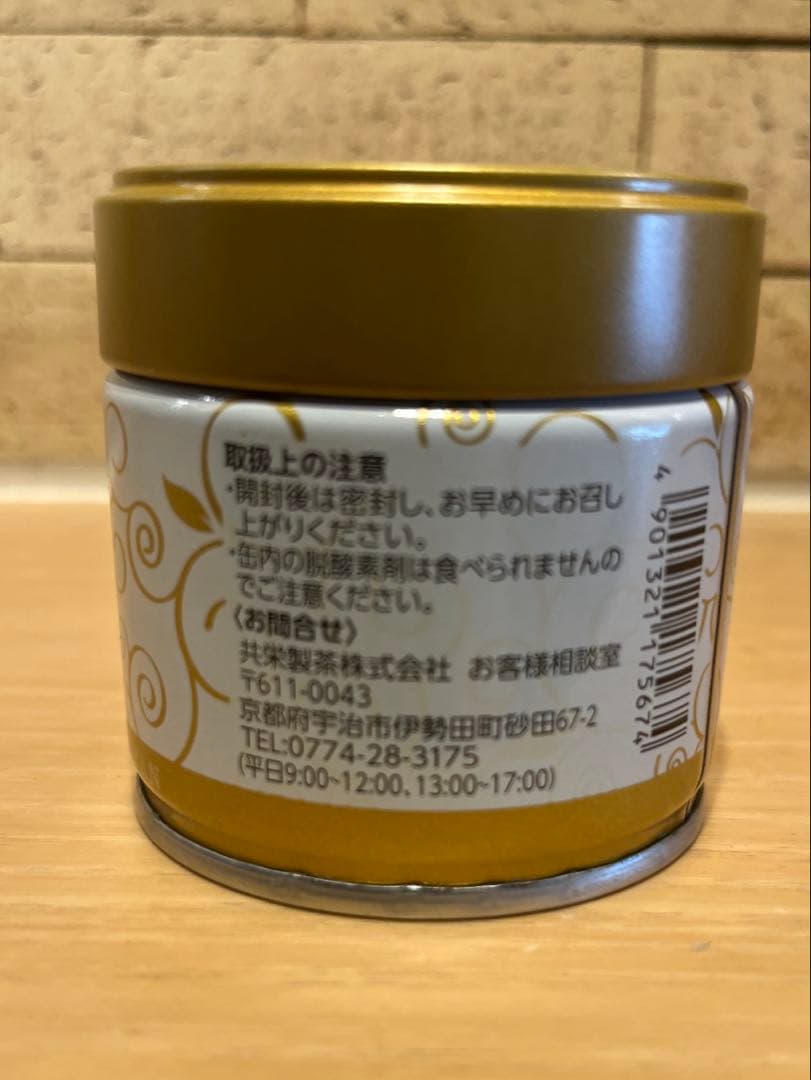 取扱上の注意
・開封後は密封し、お早めにお召し
上がりください。
・缶内の脱酸素剤は食べられませんの
でご注意ください。
〈お問合せ〉
共栄製茶株式会社 お客様相談室
〒611-0043
京都府宇治市伊勢田町砂田67-2
TEL:0774-28-3175
(平日9:00~12:00、13:00~17:00)
4 901321 175674